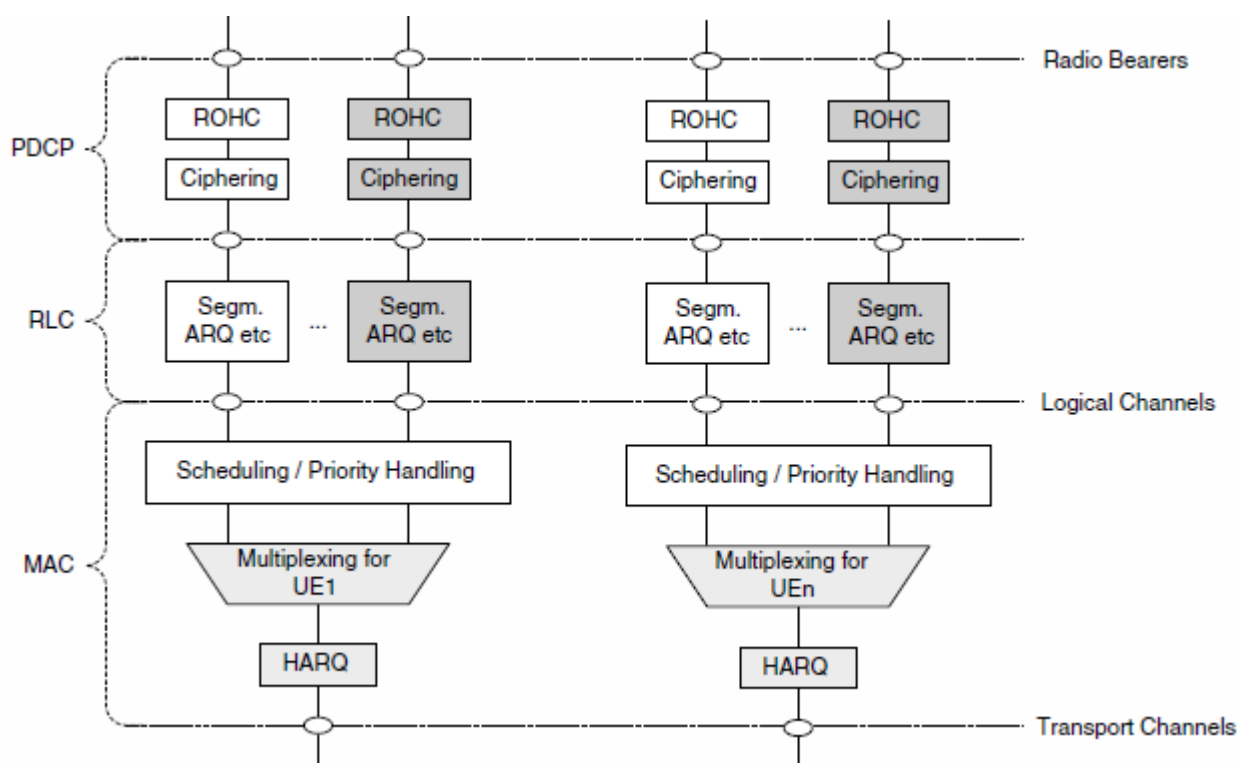 Radio Bearers
ROHC
ROHC
ROHC
ROHC
PDCP
Ciphering
Ciphering
Ciphering
Ciphering
Segm.
ARQ etc
...
Segm.
ARQ etc
Segm.
ARQ etc
...
Segm.
ARQ etc
RLC
Logical Channels
Scheduling / Priority Handling
Scheduling / Priority Handling
MAC
Multiplexing for
UE1
Multiplexing for
UEn
HARQ
HARQ
Transport Channels